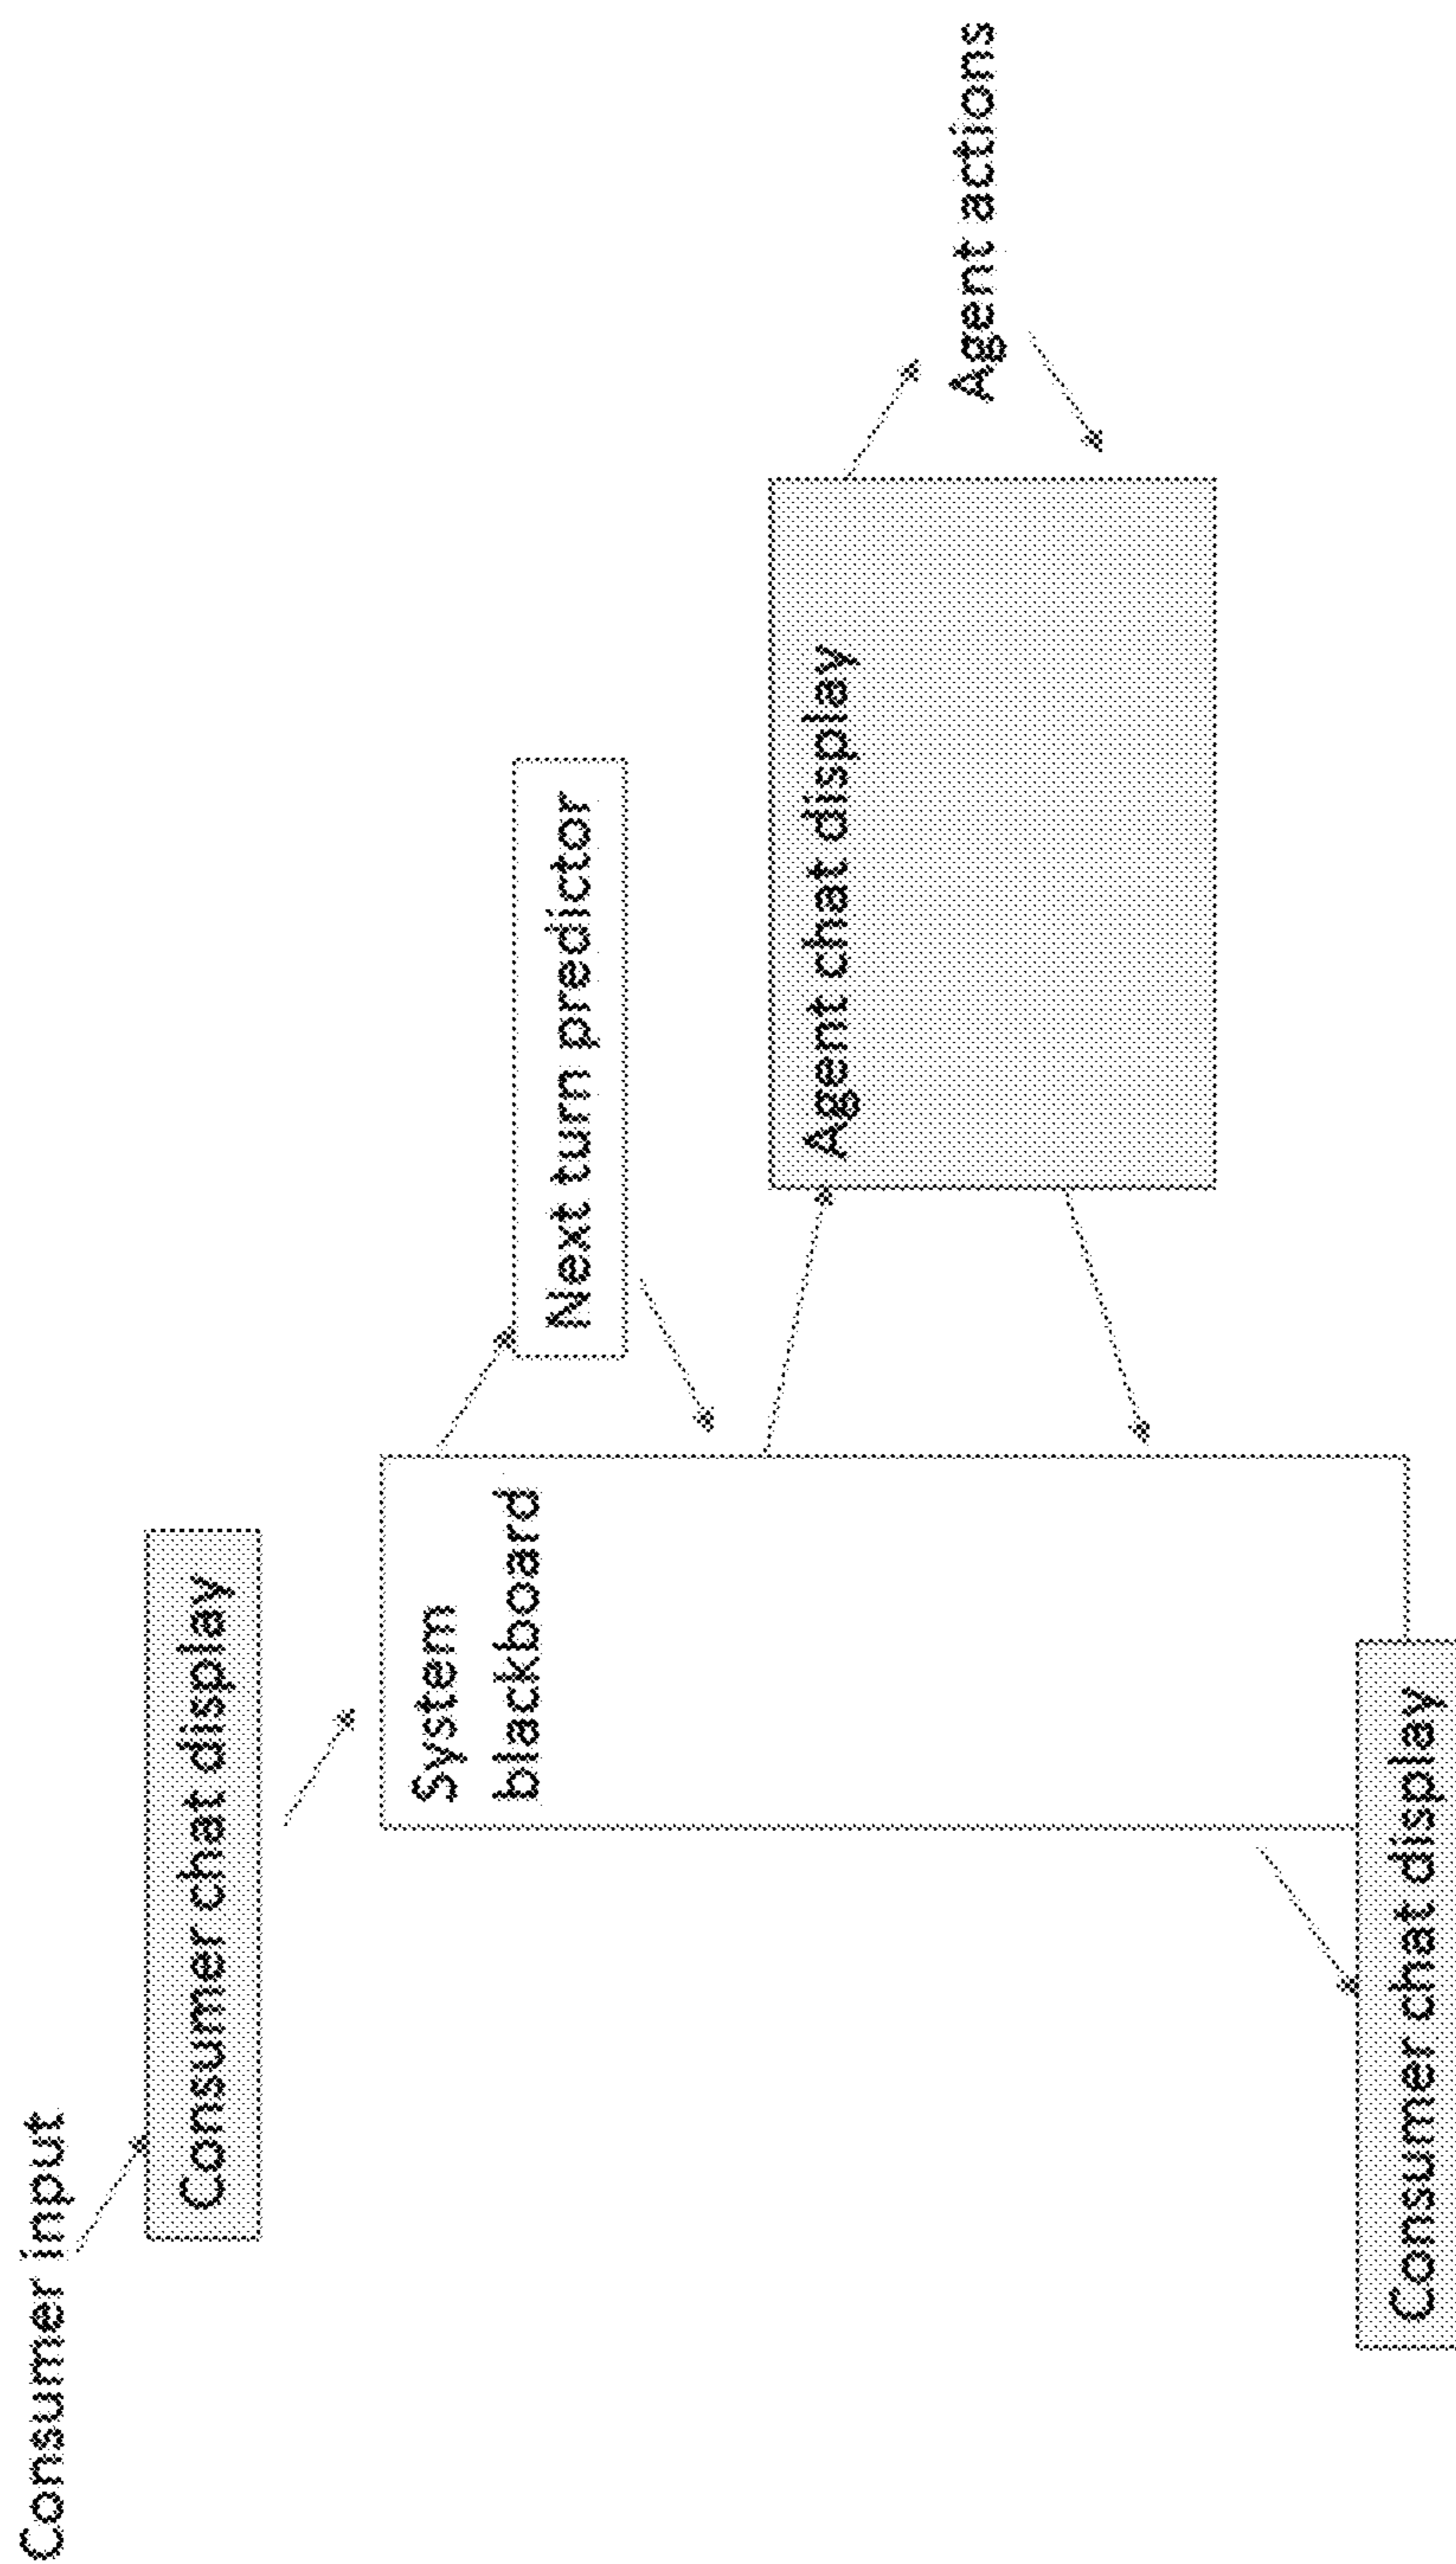 Consumer input
Consumer chat display
System
blackboard
Next turn predictor
Agent chat display
Agent actions
Consumer chat display